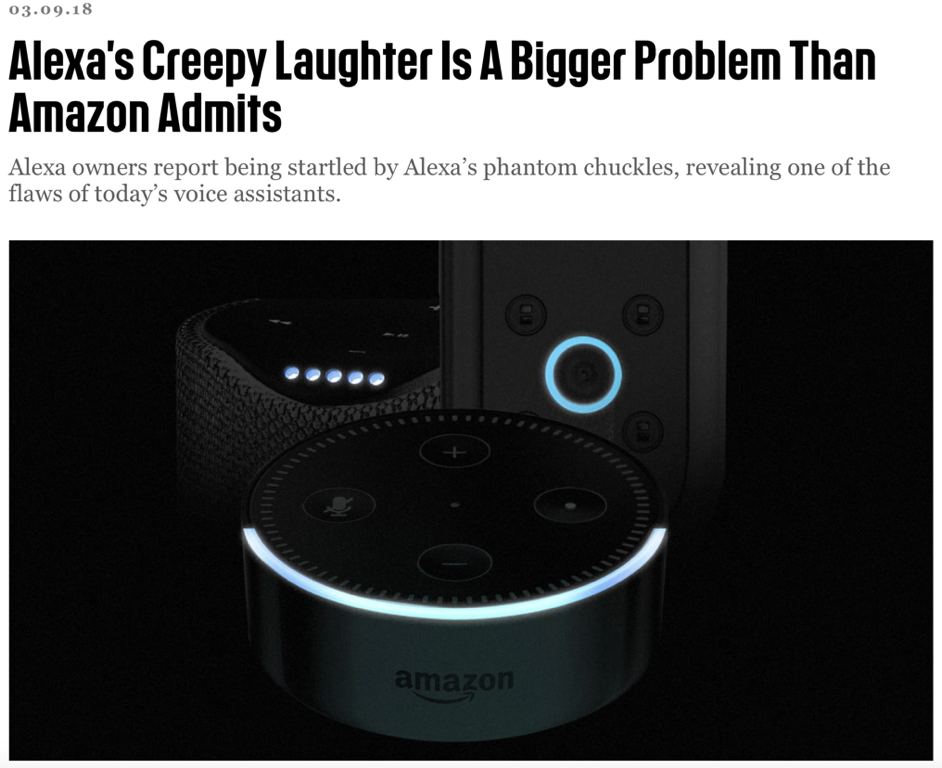 03.09.18
Alexa's Creepy Laughter Is A Bigger Problem Than
Amazon Admits
Alexa owners report being startled by Alexa’s phantom chuckles, revealing one of the
flaws of today’s voice assistants.
amazon